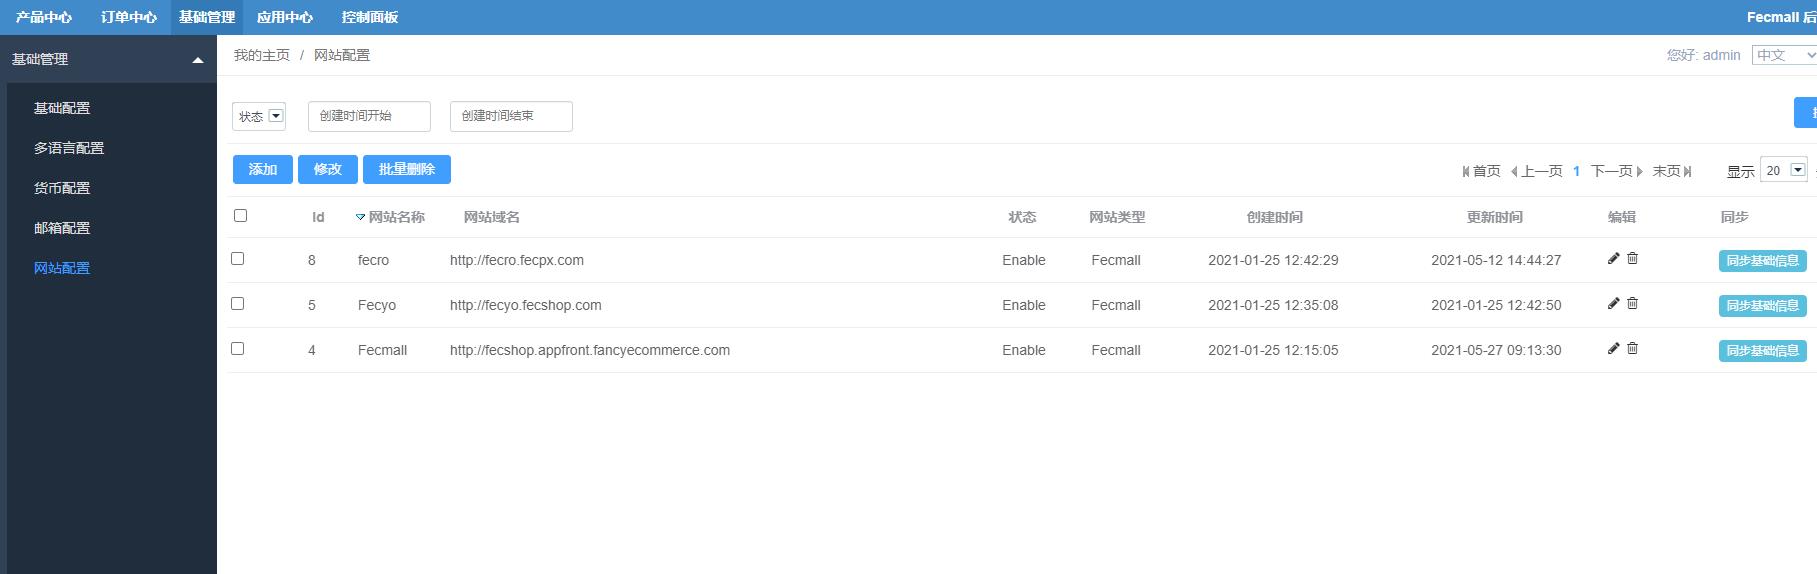 产品中心 订单中心 基础管理 应用中心 控制面板 Fecmall 后
基础管理
我的主页 / 网站配置 您好: admin 中文
基础配置
多语言配置
货币配置
邮箱配置
网站配置
状态 创建时间开始 创建时间结束
添加 修改 批量删除 首页 上一页 1 下一页 末页 显示 20
Id 网站名称 网站域名 状态 网站类型 创建时间 更新时间 编辑 同步
8 fecro http://fecro.fecpx.com Enable Fecmall 2021-01-25 12:42:29 2021-05-12 14:44:27 同步基础信息
5 Fecyo http://fecyo.fecshop.com Enable Fecmall 2021-01-25 12:35:08 2021-01-25 12:42:50 同步基础信息
4 Fecmall http://fecshop.appfront.fancyecommerce.com Enable Fecmall 2021-01-25 12:15:05 2021-05-27 09:13:30 同步基础信息